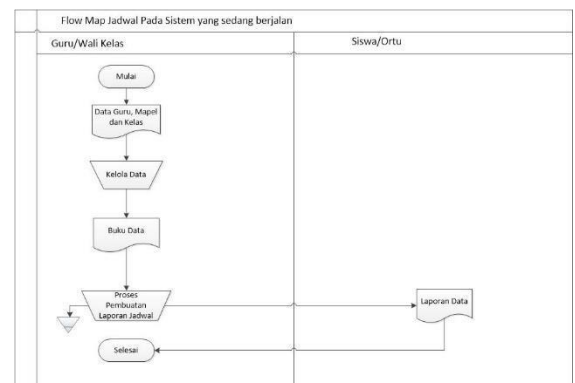 Flow Map Jadwal Pada Sistem yang sedang berjalan
Guru/Wali Kelas
Siswa/Ortu
Mulai
Data Guru, Mapel
dan Kelas
Kelola Data
Buku Data
Proses
Pembuatan
Laporan Jadwal
Laporan Data
Selesai